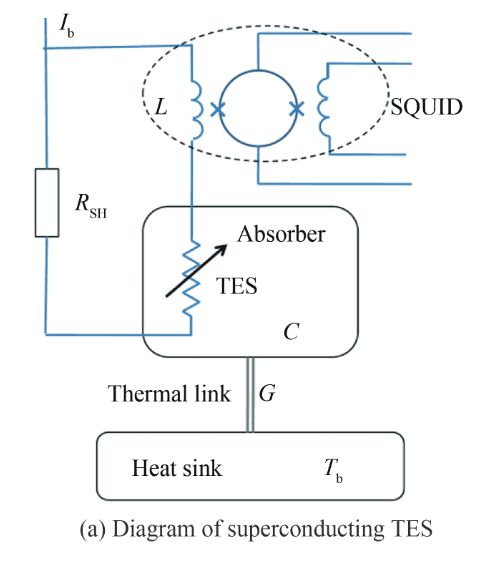 I_b
L
SQUID
R_SH
Absorber
TES
C
Thermal link G
Heat sink T_b
(a) Diagram of superconducting TES